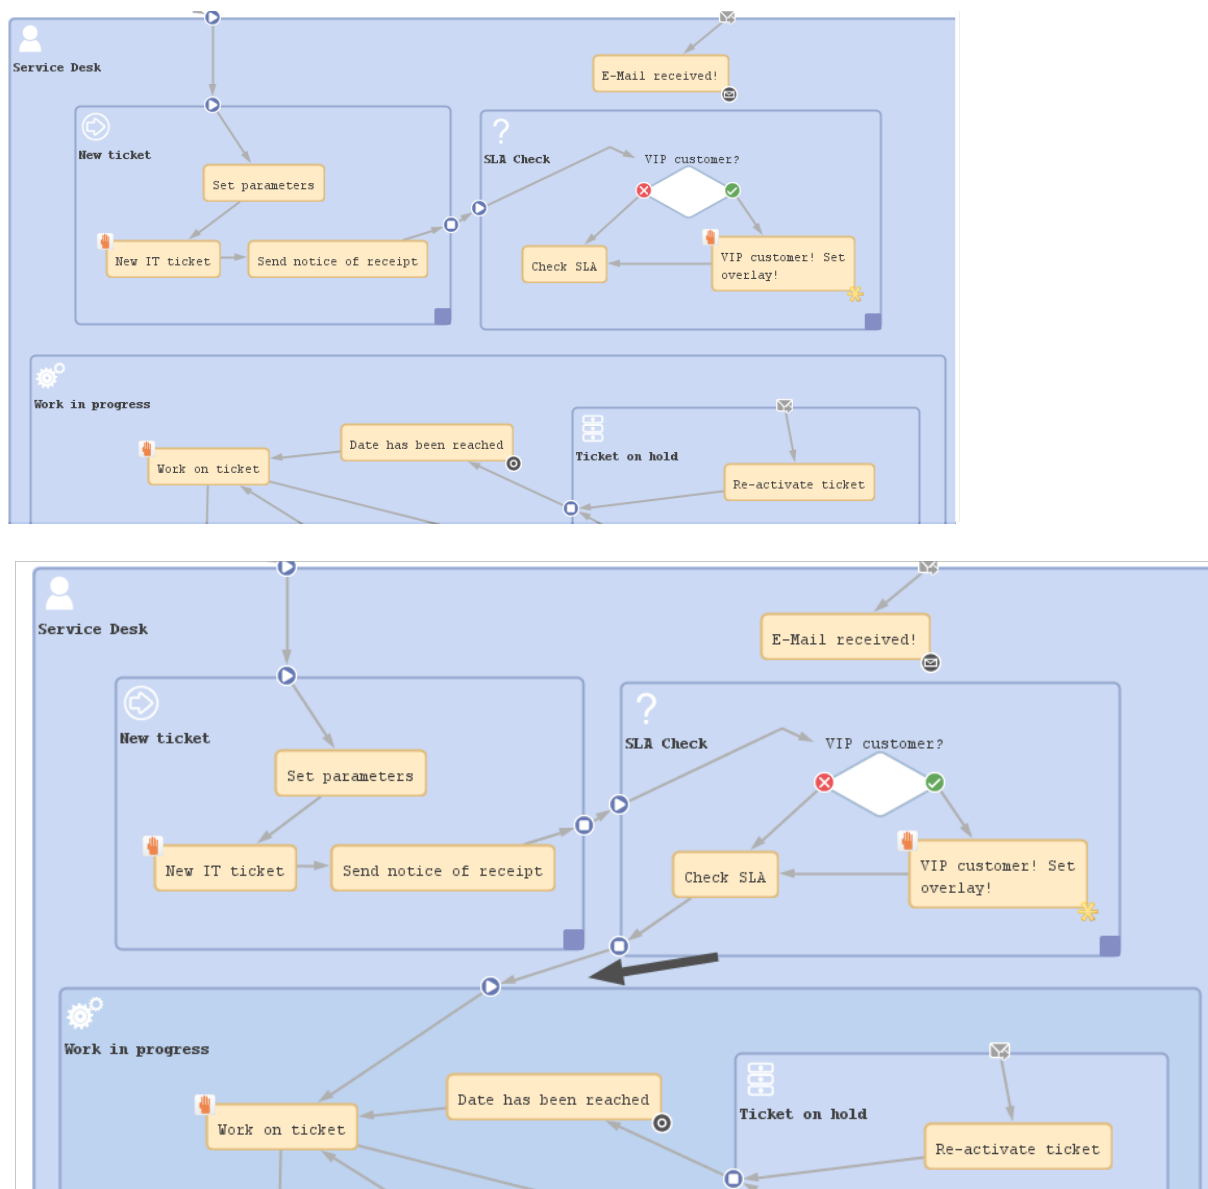 Service Desk
E-Mail received!
New ticket
SLA Check
VIP customer?
Set parameters
New IT ticket
Send notice of receipt
Check SLA
VIP customer! Set
overlay!
Work in progress
Date has been reached
Ticket on hold
Work on ticket
Re-activate ticket
Service Desk
E-Mail received!
New ticket
SLA Check
VIP customer?
Set parameters
New IT ticket
Send notice of receipt
Check SLA
VIP customer! Set
overlay!
Work in progress
Date has been reached
Ticket on hold
Work on ticket
Re-activate ticket